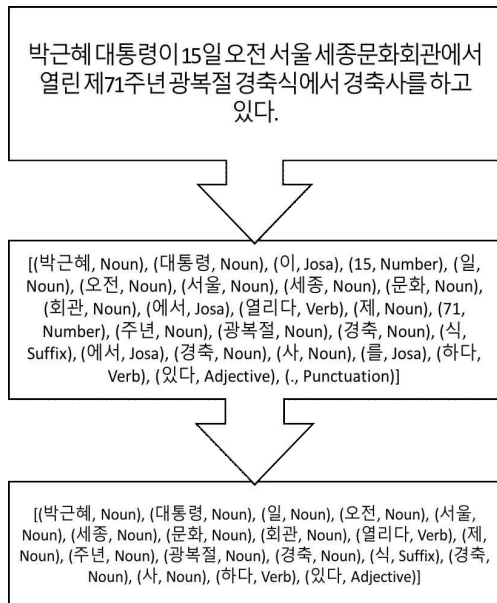 박근혜 대통령이 15일 오전 서울 세종문화회관에서
열린 제71주년 광복절 경축식에서 경축사를 하고
있다.
[(박근혜, Noun), (대통령, Noun), (이, Josa), (15, Number), (일,
Noun), (오전, Noun), (서울, Noun), (세종, Noun), (문화, Noun),
(회관, Noun), (에서, Josa), (열리다, Verb), (제, Noun), (71,
Number), (주년, Noun), (광복절, Noun), (경축, Noun), (식,
Suffix), (에서, Josa), (경축, Noun), (사, Noun), (를, Josa), (하다,
Verb), (있다, Adjective), (., Punctuation)]
[(박근혜, Noun), (대통령, Noun), (일, Noun), (오전, Noun), (서울,
Noun), (세종, Noun), (문화, Noun), (회관, Noun), (열리다, Verb), (제,
Noun), (주년, Noun), (광복절, Noun), (경축, Noun), (식, Suffix), (경축,
Noun), (사, Noun), (하다, Verb), (있다, Adjective)]